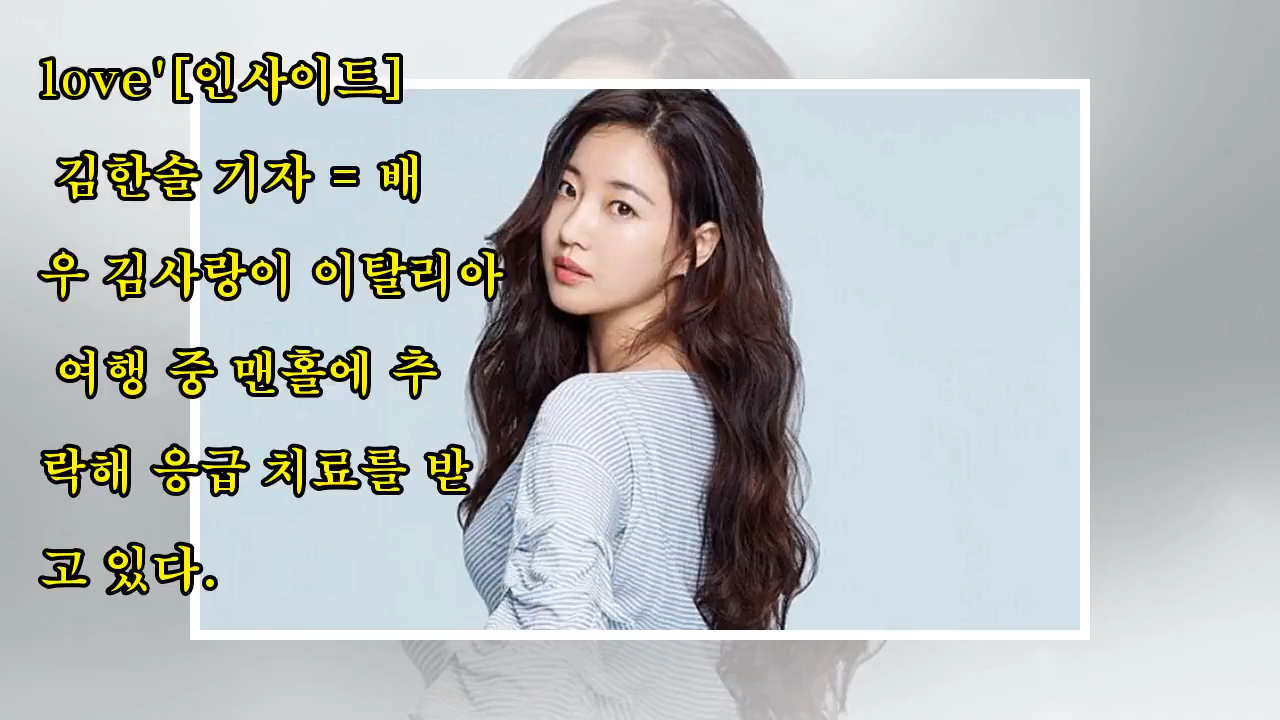 love'[인사이트]
김한솔 기자 = 배
우 김사랑이 이탈리아
여행 중 맨홀에 추
락해 응급 치료를 받
고 있다.